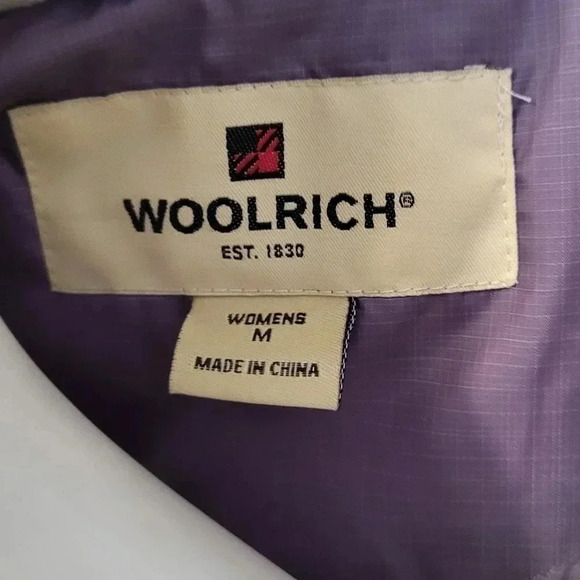 WOOLRICH®
EST. 1830
WOMENS
M
MADE IN CHINA